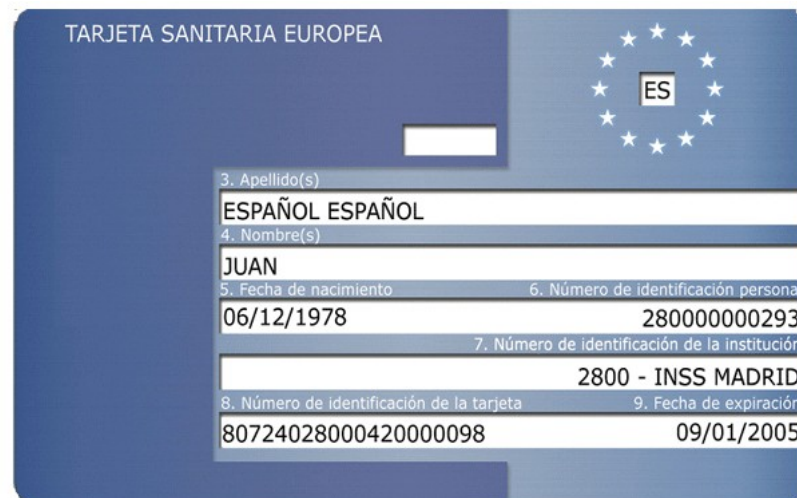 TARJETA SANITARIA EUROPEA
ES
3. Apellido(s)
ESPAÑOL ESPAÑOL
4. Nombre(s)
JUAN
5. Fecha de nacimiento 6. Número de identificación persona
06/12/1978 280000000293
7. Número de identificación de la institución
2800 - INSS MADRID
8. Número de identificación de la tarjeta 9. Fecha de expiración
80724028000420000098 09/01/2005